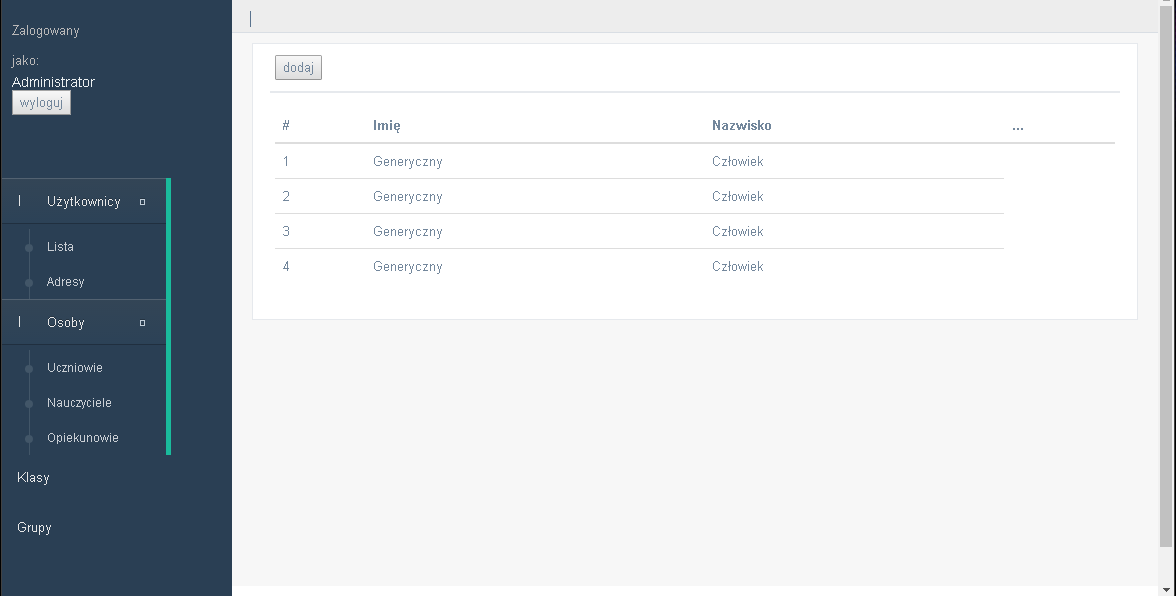 Zalogowany
jako:
Administrator
wyloguj
Użytkownicy
Lista
Adresy
Osoby
Uczniowie
Nauczyciele
Opiekunowie
Klasy
Grupy
dodaj
# Imię Nazwisko ...
1 Generyczny Człowiek
2 Generyczny Człowiek
3 Generyczny Człowiek
4 Generyczny Człowiek